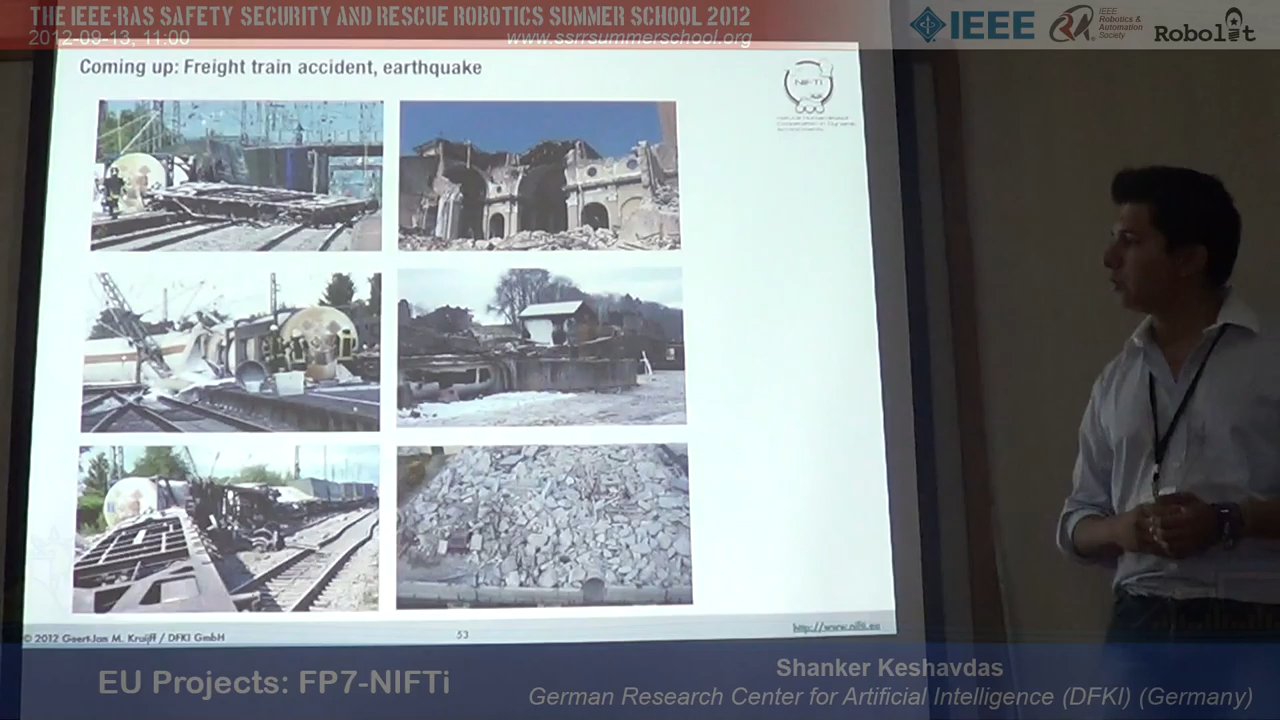 THE IEEE-RAS SAFETY SECURITY AND RESCUE ROBOTICS SUMMER SCHOOL 2012
2012-09-13, 11:00
www.ssrrsummerschool.org
IEEE
IEEE
Robotics &
Automation
Society
Robolit
Coming up: Freight train accident, earthquake
NIFTi
© 2012 Geert-Jan M. Kruijff / DFKI GmbH
53
http://www.nifti.eu
EU Projects: FP7-NIFTi
Shanker Keshavdas
German Research Center for Artificial Intelligence (DFKI) (Germany)